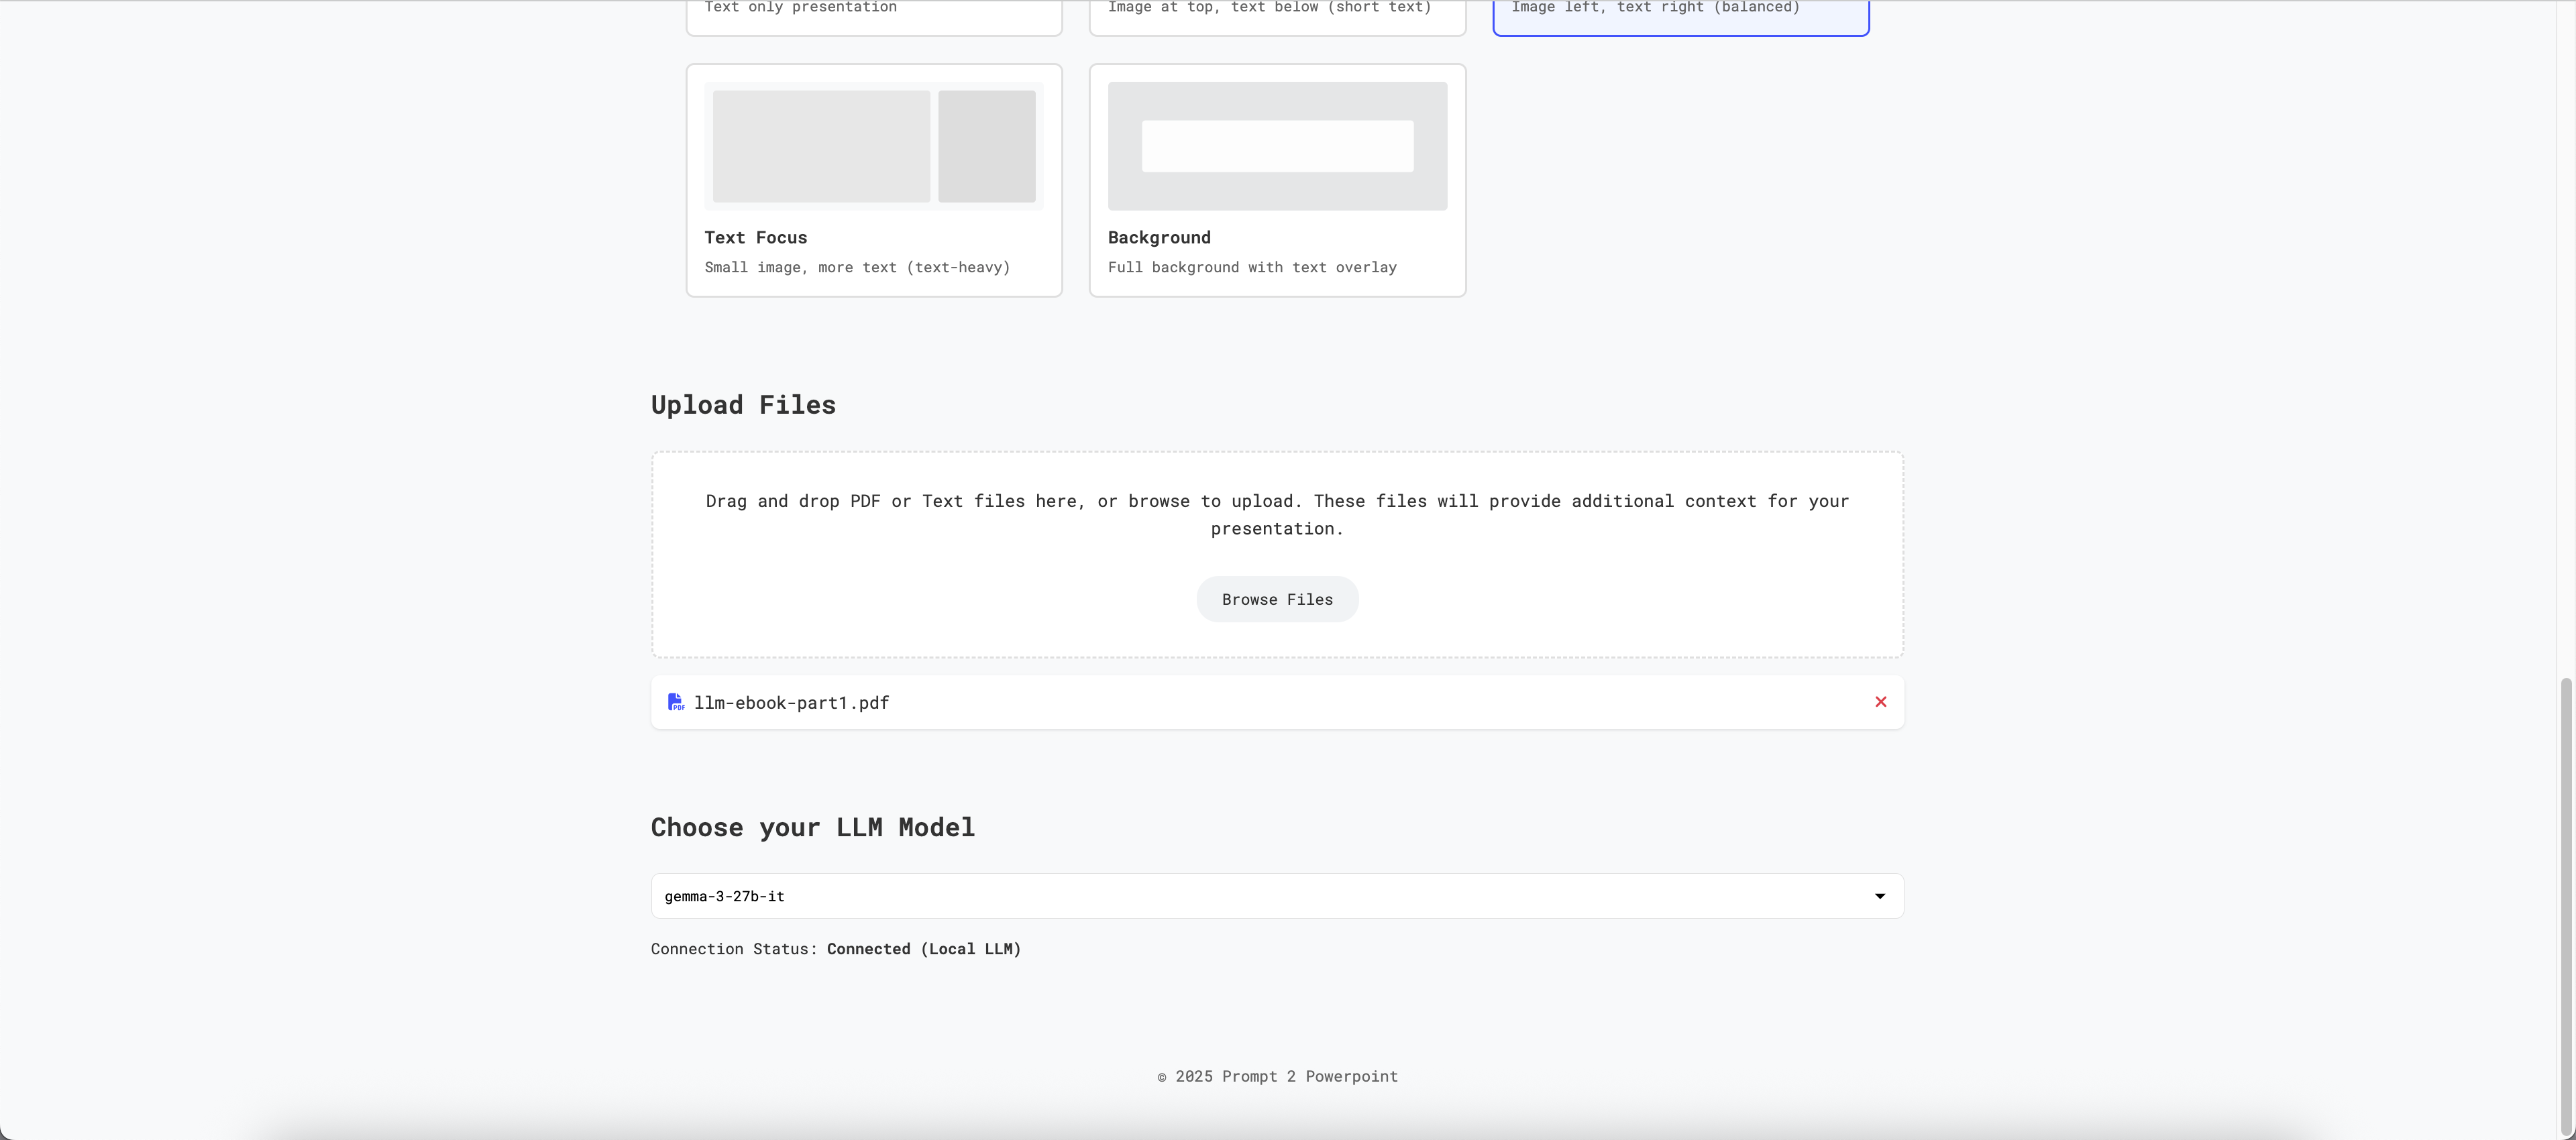 Text only presentation
Image at top, text below (short text)
Image left, text right (balanced)
Text Focus
Small image, more text (text-heavy)
Background
Full background with text overlay
Upload Files
Drag and drop PDF or Text files here, or browse to upload. These files will provide additional context for your
presentation.
Browse Files
PDF
llm-ebook-part1.pdf
Choose your LLM Model
gemma-3-27b-it
Connection Status: Connected (Local LLM)
© 2025 Prompt 2 Powerpoint